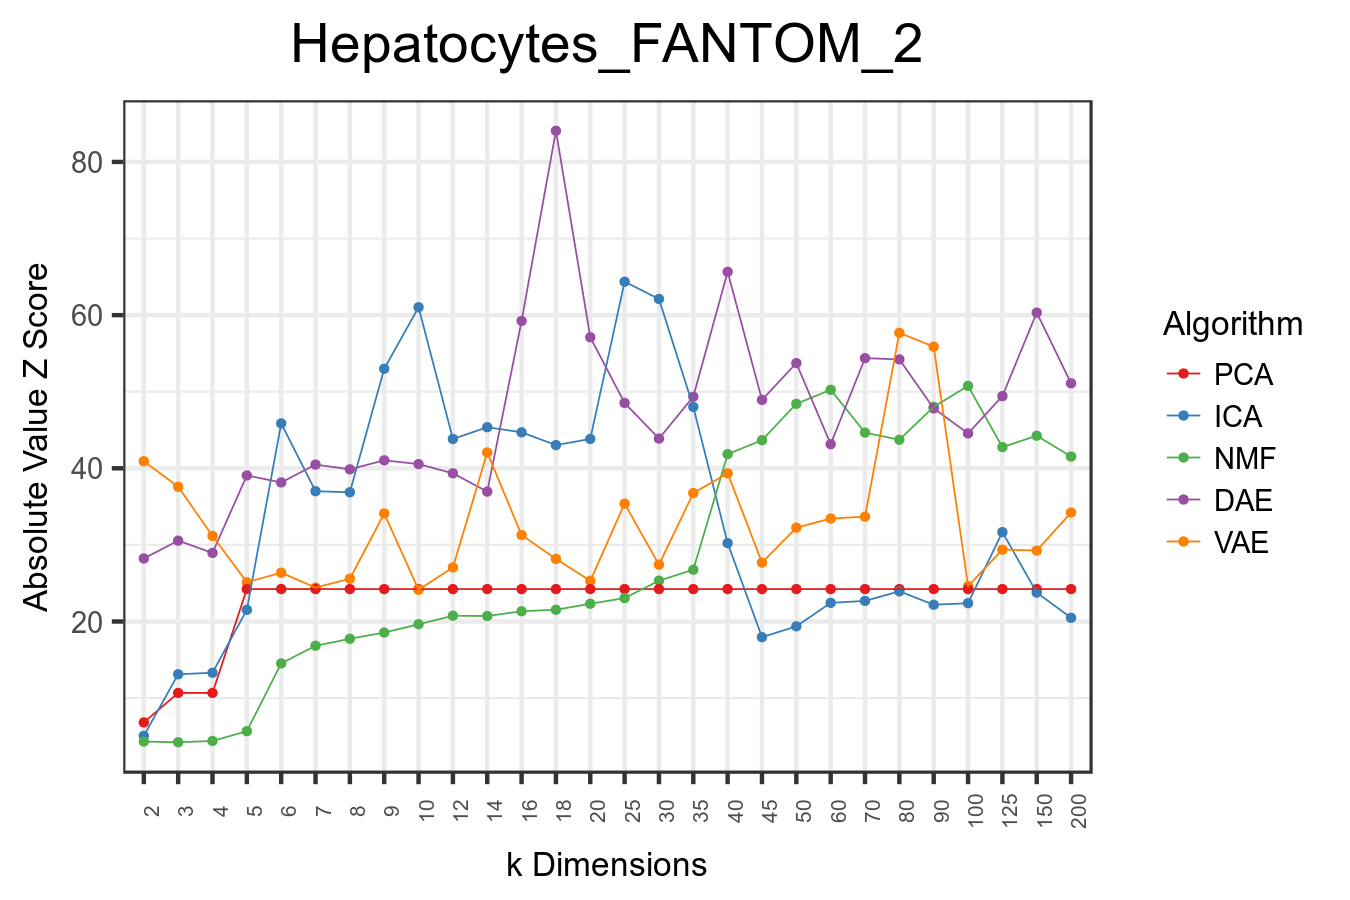 Hepatocytes_FANTOM_2
Absolute Value Z Score
80
60
40
20
2 3 4 5 6 7 8 9 10 12 14 16 18 20 25 30 35 40 45 50 60 70 80 90 100 125 150 200
k Dimensions
Algorithm
PCA
ICA
NMF
DAE
VAE